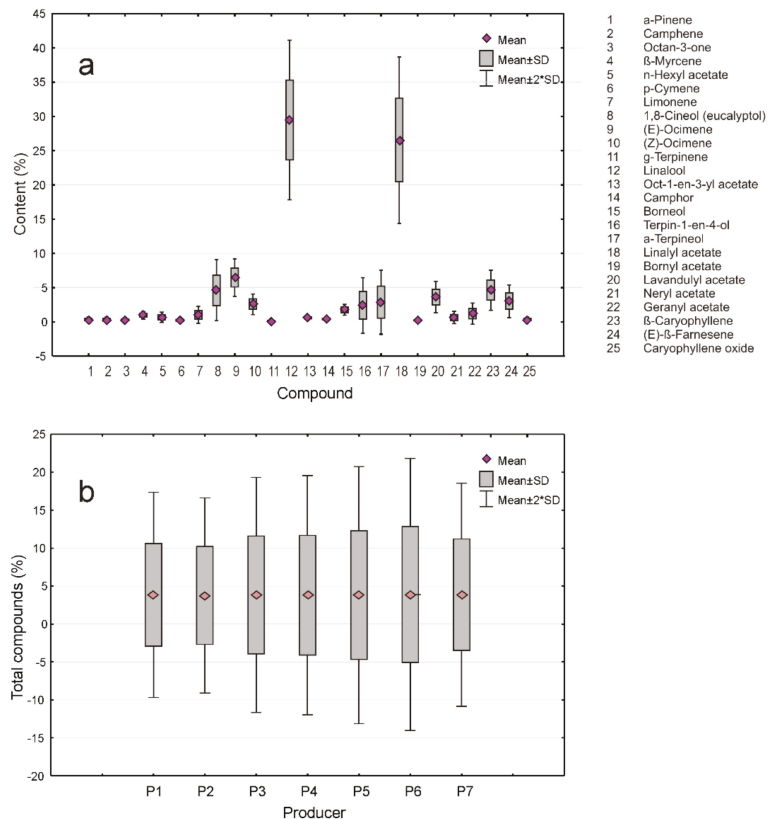 a
45
40
35
30
25
20
15
10
5
0
-5
Content (%)
Mean
Mean±SD
Mean±2*SD
1 2 3 4 5 6 7 8 9 10 11 12 13 14 15 16 17 18 19 20 21 22 23 24 25
Compound
1 a-Pinene
2 Camphene
3 Octan-3-one
4 ß-Myrcene
5 n-Hexyl acetate
6 p-Cymene
7 Limonene
8 1,8-Cineol (eucalyptol)
9 (E)-Ocimene
10 (Z)-Ocimene
11 g-Terpinene
12 Linalool
13 Oct-1-en-3-yl acetate
14 Camphor
15 Borneol
16 Terpin-1-en-4-ol
17 a-Terpineol
18 Linalyl acetate
19 Bornyl acetate
20 Lavandulyl acetate
21 Neryl acetate
22 Geranyl acetate
23 ß-Caryophyllene
24 (E)-ß-Farnesene
25 Caryophyllene oxide
b
25
20
15
10
5
0
-5
-10
-15
-20
Total compounds (%)
Mean
Mean±SD
Mean±2*SD
P1 P2 P3 P4 P5 P6 P7
Producer